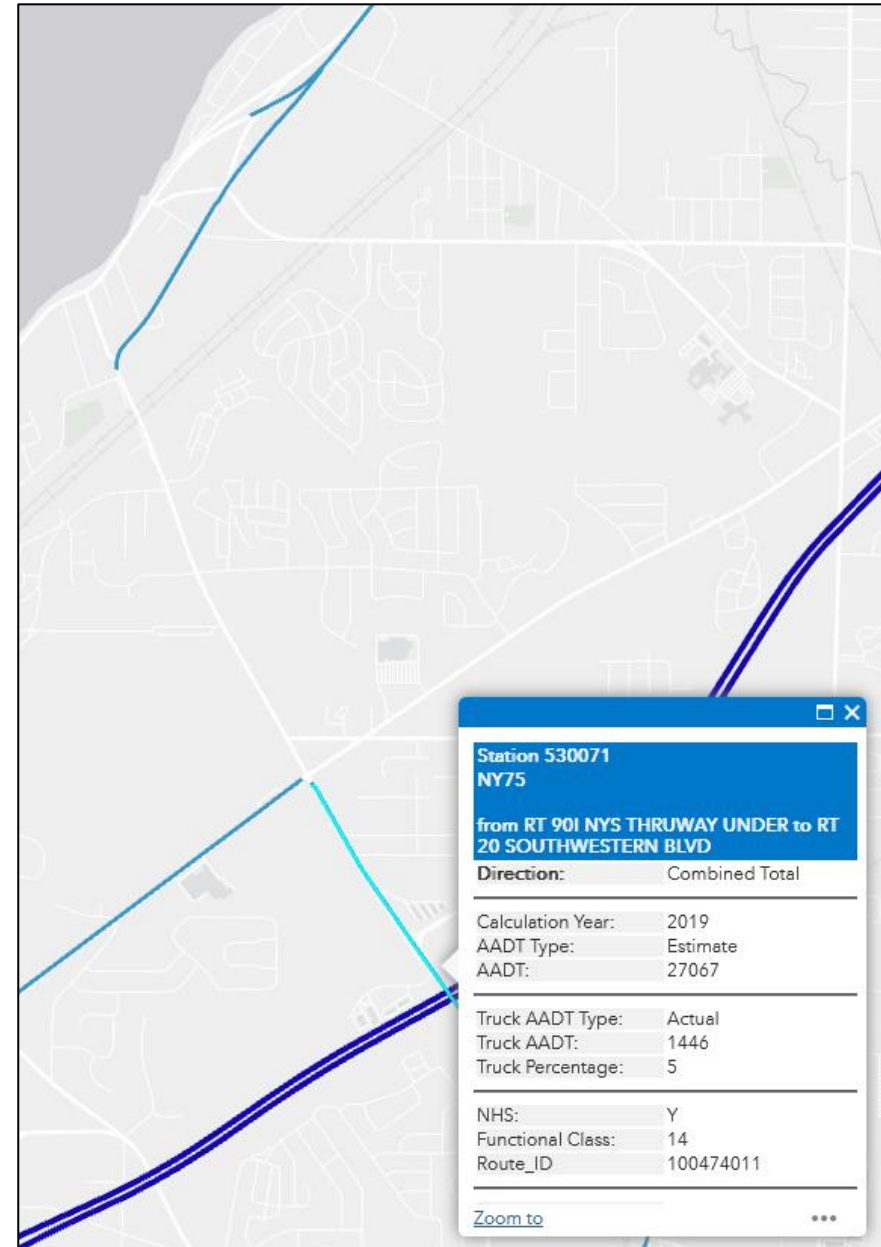 Station 530071
NY75
from RT 90I NYS THRUWAY UNDER to RT
20 SOUTHWESTERN BLVD
Direction: Combined Total
Calculation Year: 2019
AADT Type: Estimate
AADT: 27067
Truck AADT Type: Actual
Truck AADT: 1446
Truck Percentage: 5
NHS: Y
Functional Class: 14
Route_ID 100474011
Zoom to